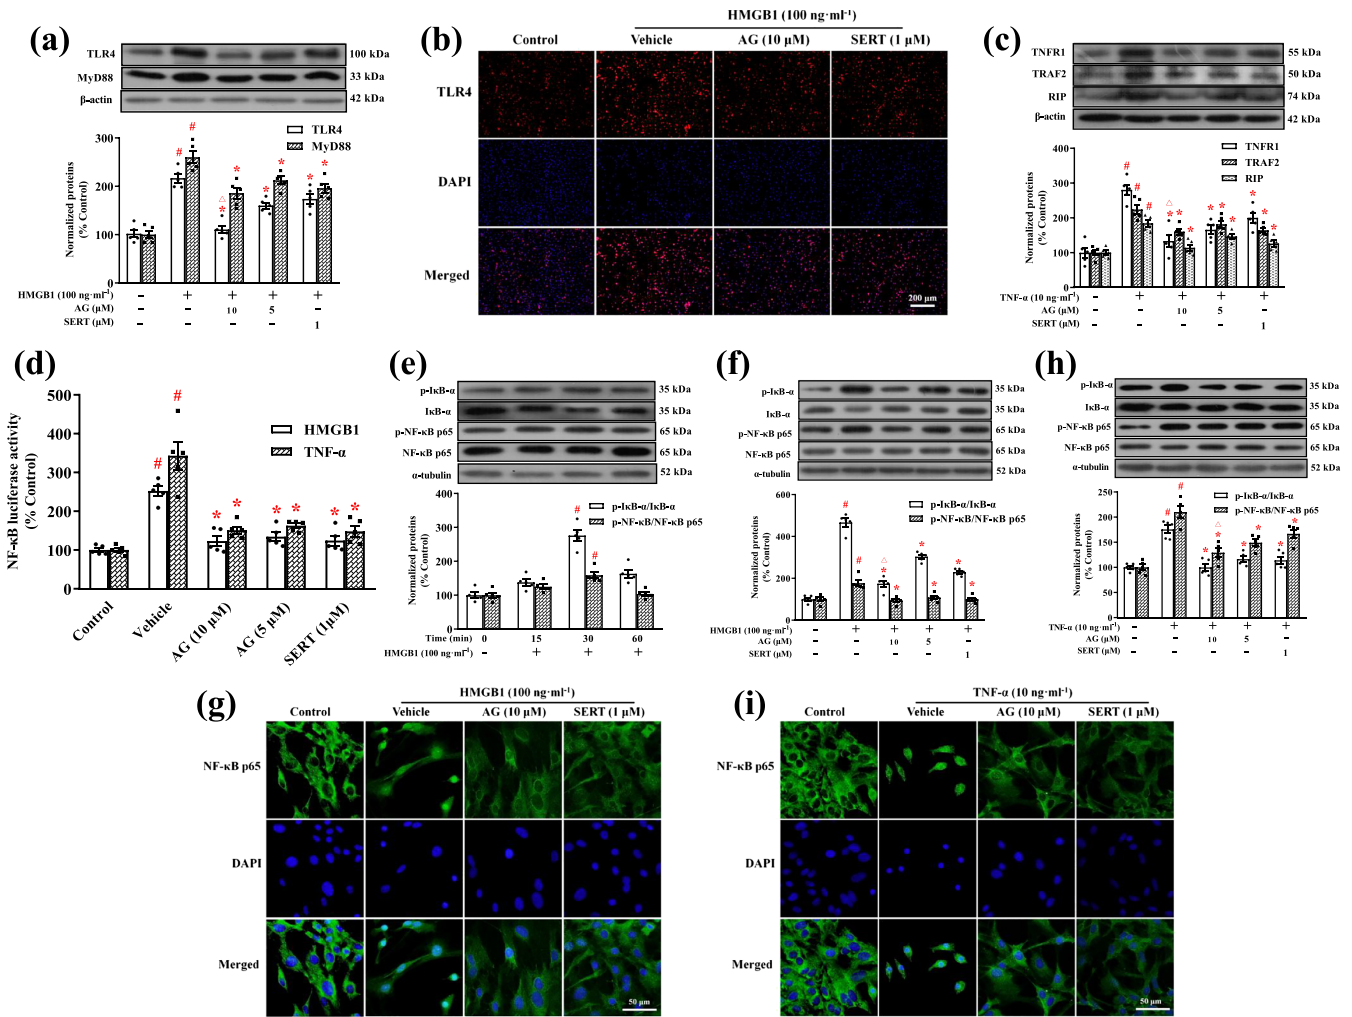 (a)
TLR4
100 kDa
MyD88
33 kDa
β-actin
42 kDa
Normalized proteins
(% Control)
300
200
100
0
TLR4
MyD88
# # △ * * * * * *
HMGB1 (100 ng·ml⁻¹) - + + + +
AG (μM) - - 10 5 -
SERT (μM) - - - - 1
(b)
HMGB1 (100 ng·ml⁻¹)
Control Vehicle AG (10 μM) SERT (1 μM)
TLR4
DAPI
Merged
200 μm
(c)
TNFR1
55 kDa
TRAF2
50 kDa
RIP
74 kDa
β-actin
42 kDa
Normalized proteins
(% Control)
400
300
200
100
0
TNFR1
TRAF2
RIP
# # # △ * * * * * * * * *
TNF-α (10 ng·ml⁻¹) - + + + +
AG (μM) - - 10 5 -
SERT (μM) - - - - 1
(d)
NF-κB luciferase activity
(% Control)
500
400
300
200
100
0
HMGB1
TNF-α
# # * * * * * *
Control
Vehicle
AG (10 μM)
AG (5 μM)
SERT (1μM)
(e)
p-IκB-α
35 kDa
IκB-α
35 kDa
p-NF-κB p65
65 kDa
NF-κB p65
65 kDa
α-tubulin
52 kDa
Normalized proteins
(% Control)
400
300
200
100
0
p-IκB-α/IκB-α
p-NF-κB/NF-κB p65
# #
Time (min) 0 15 30 60
HMGB1 (100 ng·ml⁻¹) - + + +
(f)
p-IκB-α
35 kDa
IκB-α
35 kDa
p-NF-κB p65
65 kDa
NF-κB p65
65 kDa
α-tubulin
52 kDa
Normalized proteins
(% Control)
600
400
200
0
p-IκB-α/IκB-α
p-NF-κB/NF-κB p65
# # △ * * * * * *
HMGB1 (100 ng·ml⁻¹) - + + + +
AG (μM) - - 10 5 -
SERT (μM) - - - - 1
(h)
p-IκB-α
35 kDa
IκB-α
35 kDa
p-NF-κB p65
65 kDa
NF-κB p65
65 kDa
α-tubulin
52 kDa
Normalized proteins
(% Control)
250
200
150
100
50
0
p-IκB-α/IκB-α
p-NF-κB/NF-κB p65
# # * △ * * * * *
TNF-α (10 ng·ml⁻¹) - + + + +
AG (μM) - - 10 5 -
SERT (μM) - - - - 1
(g)
HMGB1 (100 ng·ml⁻¹)
Control Vehicle AG (10 μM) SERT (1 μM)
NF-κB p65
DAPI
Merged
50 μm
(i)
TNF-α (10 ng·ml⁻¹)
Control Vehicle AG (10 μM) SERT (1 μM)
NF-κB p65
DAPI
Merged
50 μm